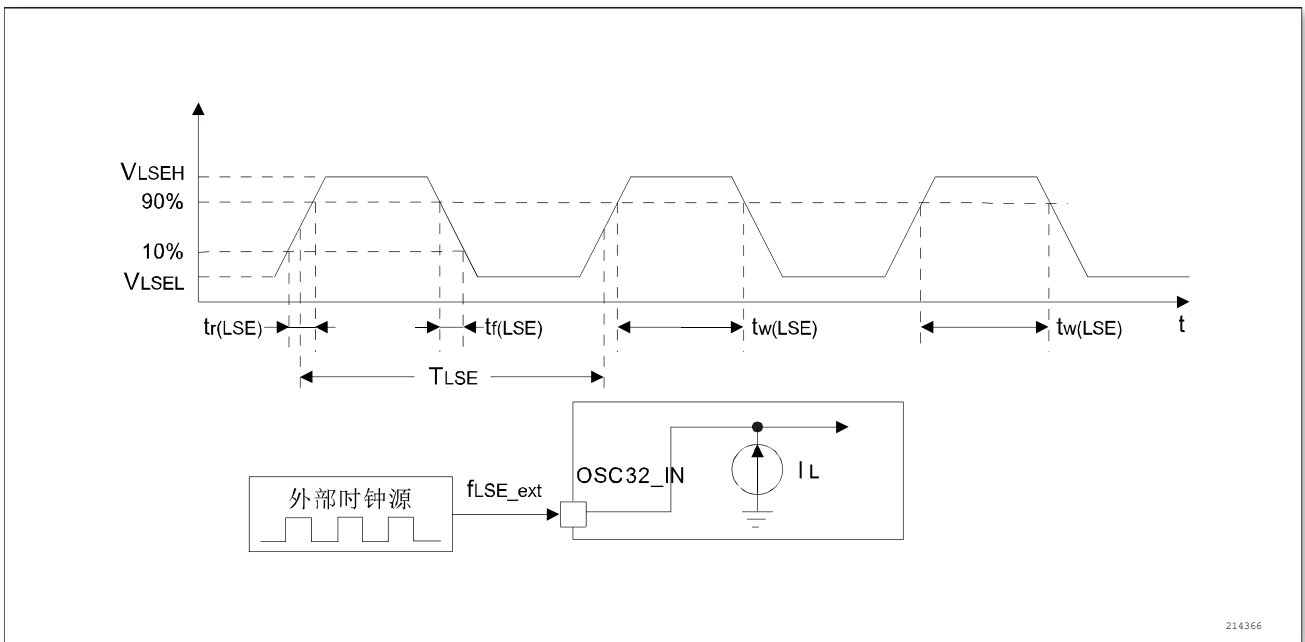 VLSEH
90%
10%
VLSEL
tr(LSE) tf(LSE) tw(LSE) tw(LSE) t
TLSE
OSC32_IN IL
fLSE_ext
外部时钟源
214366